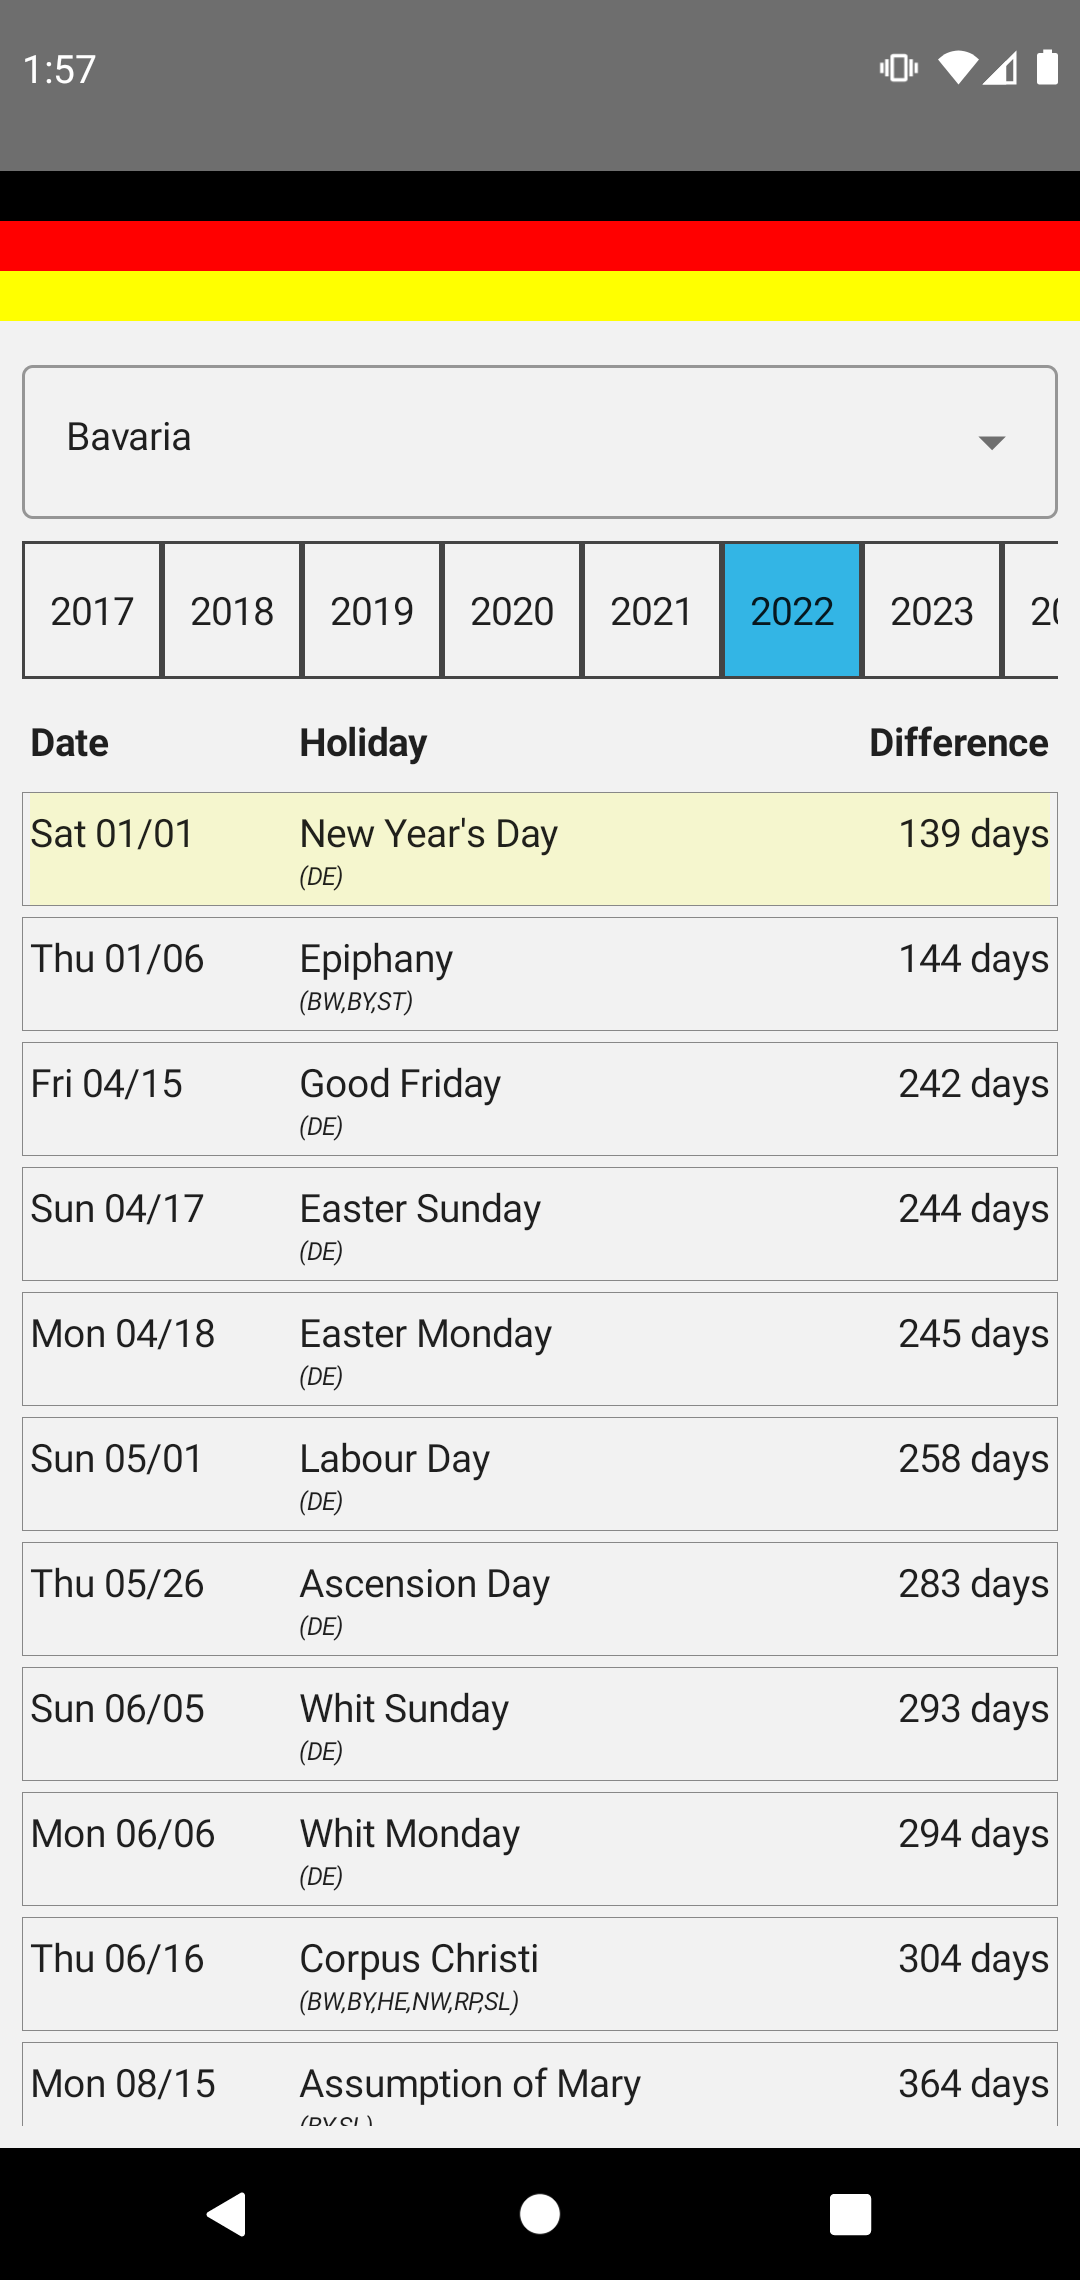 1:57
Bavaria
2017 2018 2019 2020 2021 2022 2023
Date Holiday Difference
Sat 01/01 New Year's Day 139 days
(DE)
Thu 01/06 Epiphany 144 days
(BW,BY,ST)
Fri 04/15 Good Friday 242 days
(DE)
Sun 04/17 Easter Sunday 244 days
(DE)
Mon 04/18 Easter Monday 245 days
(DE)
Sun 05/01 Labour Day 258 days
(DE)
Thu 05/26 Ascension Day 283 days
(DE)
Sun 06/05 Whit Sunday 293 days
(DE)
Mon 06/06 Whit Monday 294 days
(DE)
Thu 06/16 Corpus Christi 304 days
(BW,BY,HE,NW,RP,SL)
Mon 08/15 Assumption of Mary 364 days
(BY,SL)